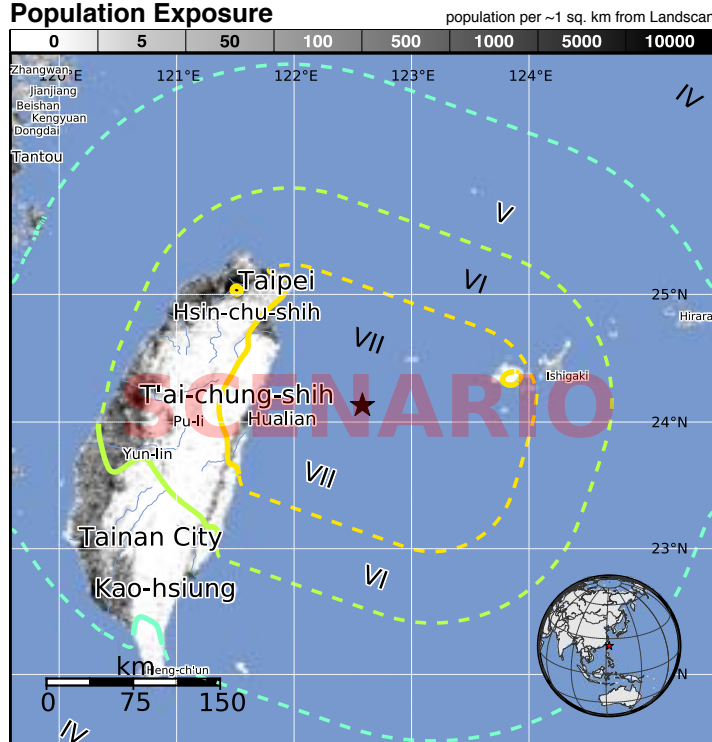 Population Exposure
population per ~1 sq. km from Landscan
0 5 50 100 500 1000 5000 10000
Zhangwan
120°E 121°E 122°E 123°E 124°E
Jianjiang
Beishan
Kengyuan
Dongdai
Tantou
IV
V
VI
Taipei
25°N
Hsin-chu-shih
Hirara
VII
Ishigaki
T'ai-chung-shih
SCENARIO
Pu-li
Hualian
24°N
Yun-lin
VII
Tainan City
23°N
VI
Kao-hsiung
km
Heng-ch'un
N
0 75 150
IV